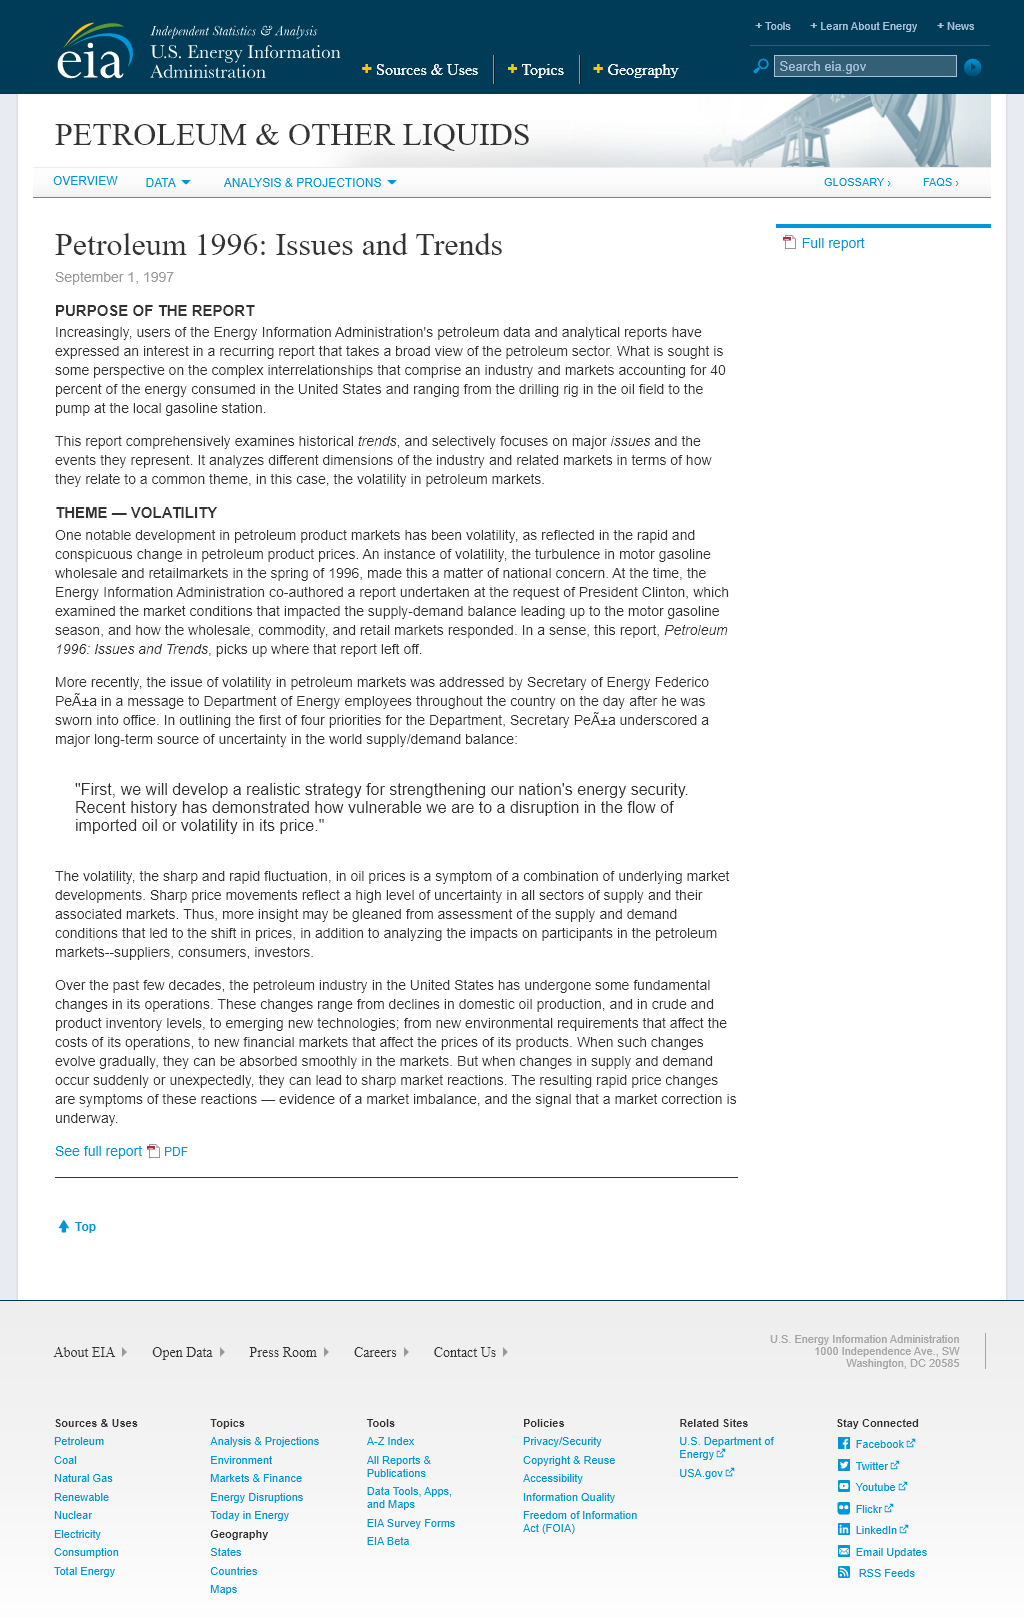 eia
Independent Statistics & Analysis
U.S. Energy Information
Administration
+ Sources & Uses
+ Topics
+ Geography
+ Tools
+ Learn About Energy
+ News
Search eia.gov
PETROLEUM & OTHER LIQUIDS
OVERVIEW
DATA
ANALYSIS & PROJECTIONS
GLOSSARY ›
FAQS ›
Petroleum 1996: Issues and Trends
September 1, 1997
Full report
PURPOSE OF THE REPORT
Increasingly, users of the Energy Information Administration's petroleum data and analytical reports have
expressed an interest in a recurring report that takes a broad view of the petroleum sector. What is sought is
some perspective on the complex interrelationships that comprise an industry and markets accounting for 40
percent of the energy consumed in the United States and ranging from the drilling rig in the oil field to the
pump at the local gasoline station.
This report comprehensively examines historical trends, and selectively focuses on major issues and the
events they represent. It analyzes different dimensions of the industry and related markets in terms of how
they relate to a common theme, in this case, the volatility in petroleum markets.
THEME — VOLATILITY
One notable development in petroleum product markets has been volatility, as reflected in the rapid and
conspicuous change in petroleum product prices. An instance of volatility, the turbulence in motor gasoline
wholesale and retailmarkets in the spring of 1996, made this a matter of national concern. At the time, the
Energy Information Administration co-authored a report undertaken at the request of President Clinton, which
examined the market conditions that impacted the supply-demand balance leading up to the motor gasoline
season, and how the wholesale, commodity, and retail markets responded. In a sense, this report, Petroleum
1996: Issues and Trends, picks up where that report left off.
More recently, the issue of volatility in petroleum markets was addressed by Secretary of Energy Federico
PeÃ±a in a message to Department of Energy employees throughout the country on the day after he was
sworn into office. In outlining the first of four priorities for the Department, Secretary PeÃ±a underscored a
major long-term source of uncertainty in the world supply/demand balance:
"First, we will develop a realistic strategy for strengthening our nation's energy security.
Recent history has demonstrated how vulnerable we are to a disruption in the flow of
imported oil or volatility in its price."
The volatility, the sharp and rapid fluctuation, in oil prices is a symptom of a combination of underlying market
developments. Sharp price movements reflect a high level of uncertainty in all sectors of supply and their
associated markets. Thus, more insight may be gleaned from assessment of the supply and demand
conditions that led to the shift in prices, in addition to analyzing the impacts on participants in the petroleum
markets--suppliers, consumers, investors.
Over the past few decades, the petroleum industry in the United States has undergone some fundamental
changes in its operations. These changes range from declines in domestic oil production, and in crude and
product inventory levels, to emerging new technologies; from new environmental requirements that affect the
costs of its operations, to new financial markets that affect the prices of its products. When such changes
evolve gradually, they can be absorbed smoothly in the markets. But when changes in supply and demand
occur suddenly or unexpectedly, they can lead to sharp market reactions. The resulting rapid price changes
are symptoms of these reactions — evidence of a market imbalance, and the signal that a market correction is
underway.
See full report PDF
Top
About EIA
Open Data
Press Room
Careers
Contact Us
U.S. Energy Information Administration
1000 Independence Ave., SW
Washington, DC 20585
Sources & Uses
Petroleum
Coal
Natural Gas
Renewable
Nuclear
Electricity
Consumption
Total Energy
Topics
Analysis & Projections
Environment
Markets & Finance
Energy Disruptions
Today in Energy
Geography
States
Countries
Maps
Tools
A-Z Index
All Reports &
Publications
Data Tools, Apps,
and Maps
EIA Survey Forms
EIA Beta
Policies
Privacy/Security
Copyright & Reuse
Accessibility
Information Quality
Freedom of Information
Act (FOIA)
Related Sites
U.S. Department of
Energy
USA.gov
Stay Connected
Facebook
Twitter
Youtube
Flickr
LinkedIn
Email Updates
RSS Feeds